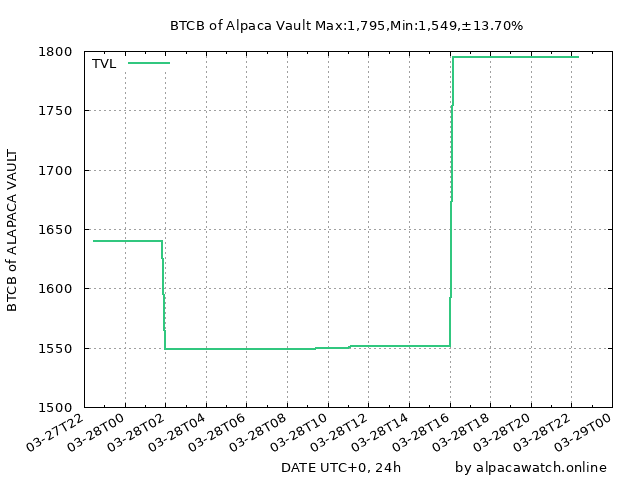 BTCB of Alpaca Vault Max:1,795,Min:1,549,±13.70%
1800
TVL
1750
1700
1650
1600
1550
1500
BTCB of ALAPACA VAULT
03-27T22
03-28T00
03-28T02
03-28T04
03-28T06
03-28T08
03-28T10
03-28T12
03-28T14
03-28T16
03-28T18
03-28T20
03-28T22
03-29T00
DATE UTC+0, 24h
by alpacawatch.online